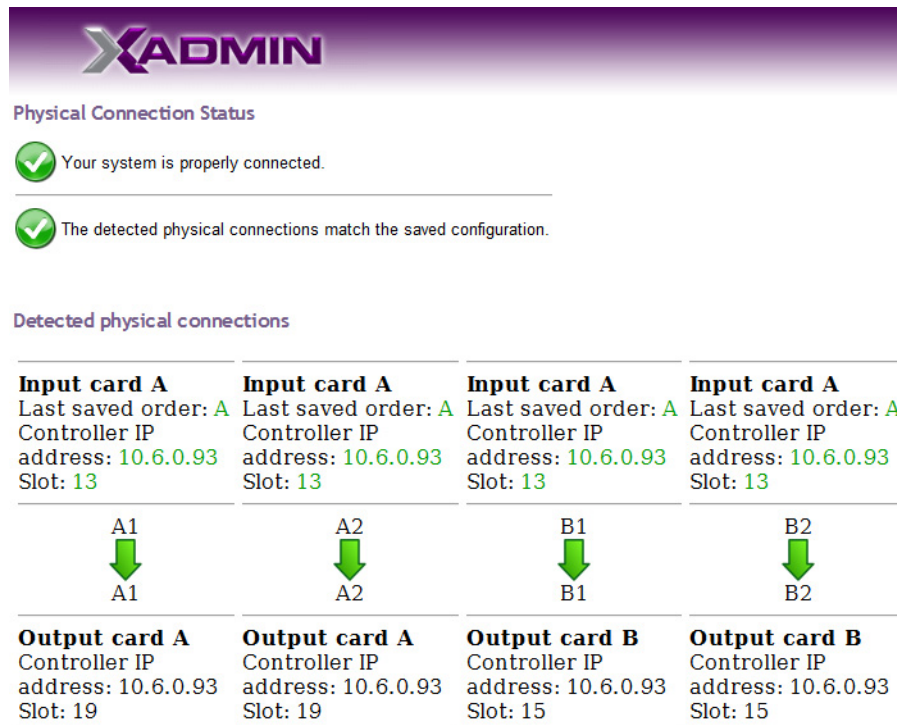 XADMIN
Physical Connection Status
Your system is properly connected.
The detected physical connections match the saved configuration.
Detected physical connections
Input card A
Last saved order: A
Controller IP
address: 10.6.0.93
Slot: 13
A1
A1
Output card A
Controller IP
address: 10.6.0.93
Slot: 19
Input card A
Last saved order: A
Controller IP
address: 10.6.0.93
Slot: 13
A2
A2
Output card A
Controller IP
address: 10.6.0.93
Slot: 19
Input card A
Last saved order: A
Controller IP
address: 10.6.0.93
Slot: 13
B1
B1
Output card B
Controller IP
address: 10.6.0.93
Slot: 15
Input card A
Last saved order: A
Controller IP
address: 10.6.0.93
Slot: 13
B2
B2
Output card B
Controller IP
address: 10.6.0.93
Slot: 15